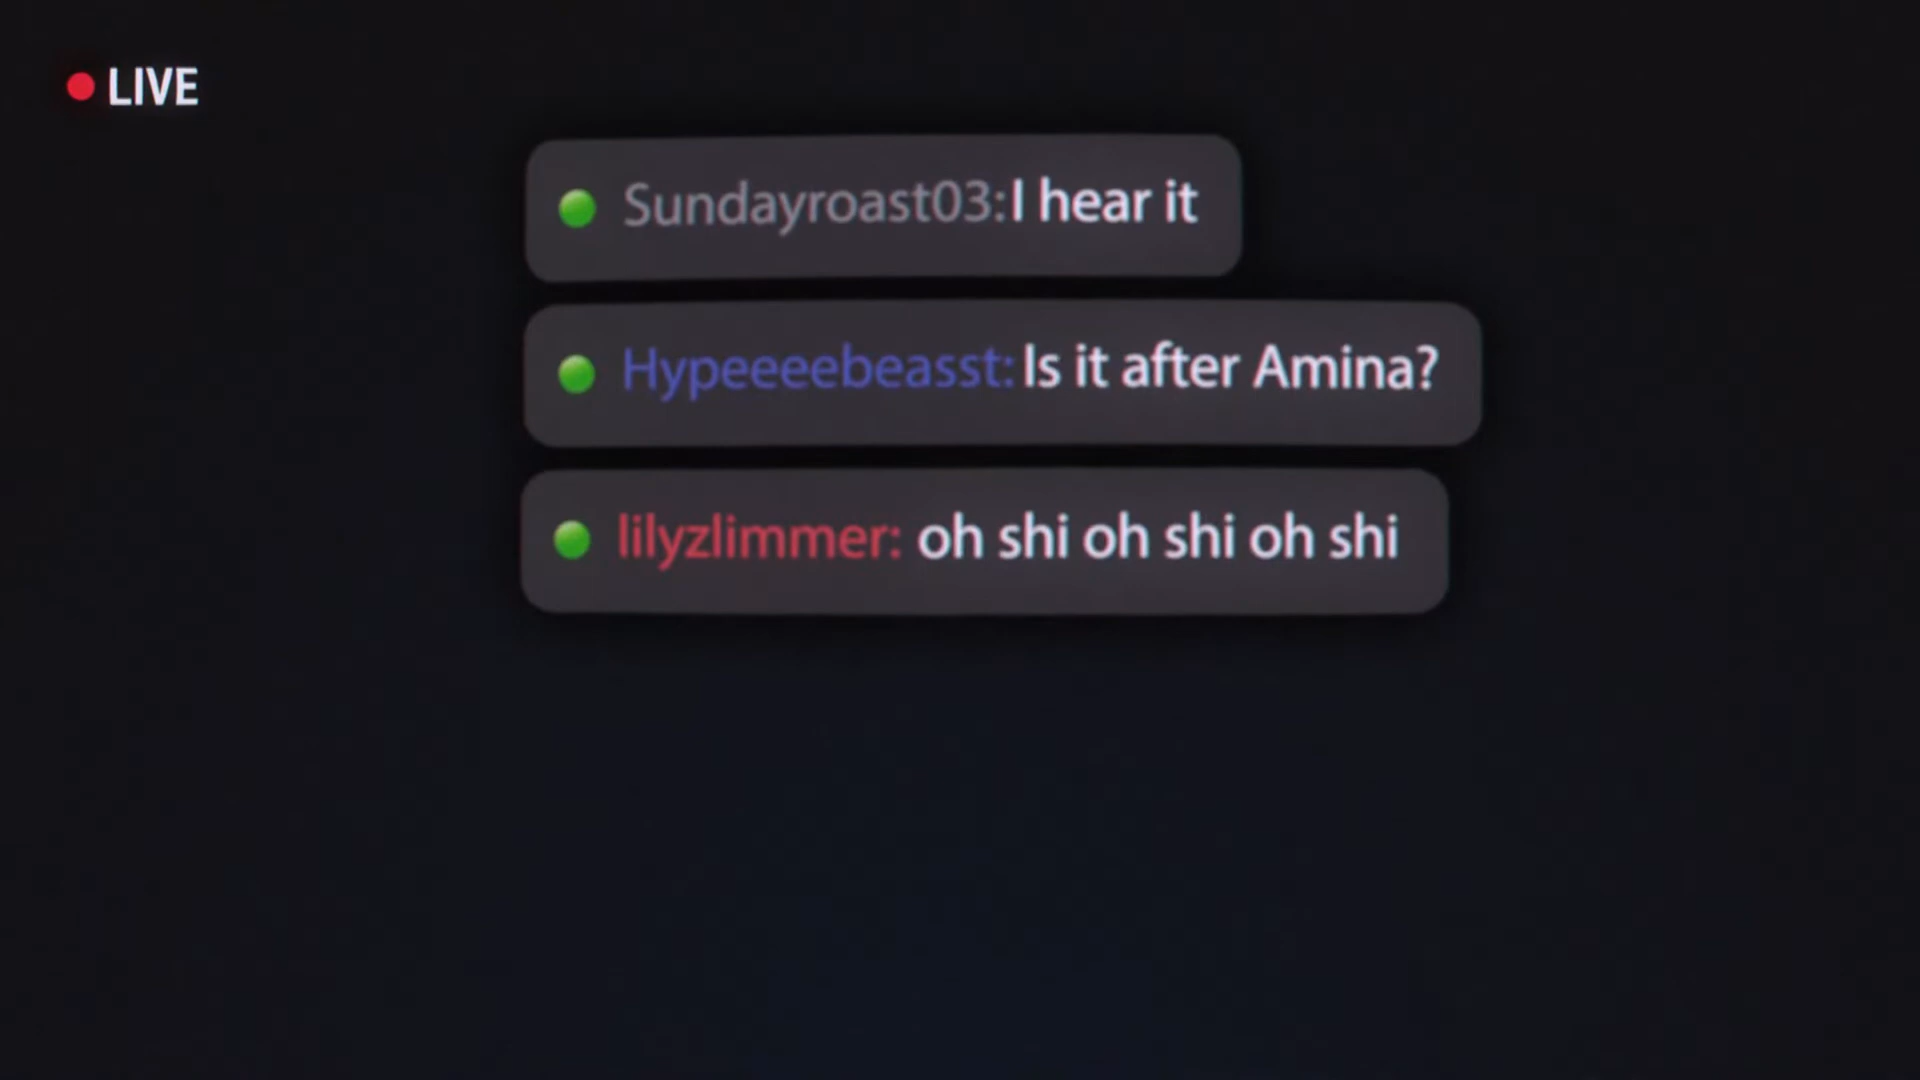 LIVE
Sundayroast03: I hear it
Hypeeeebeasst: Is it after Amina?
lilyzlimmer: oh shi oh shi oh shi